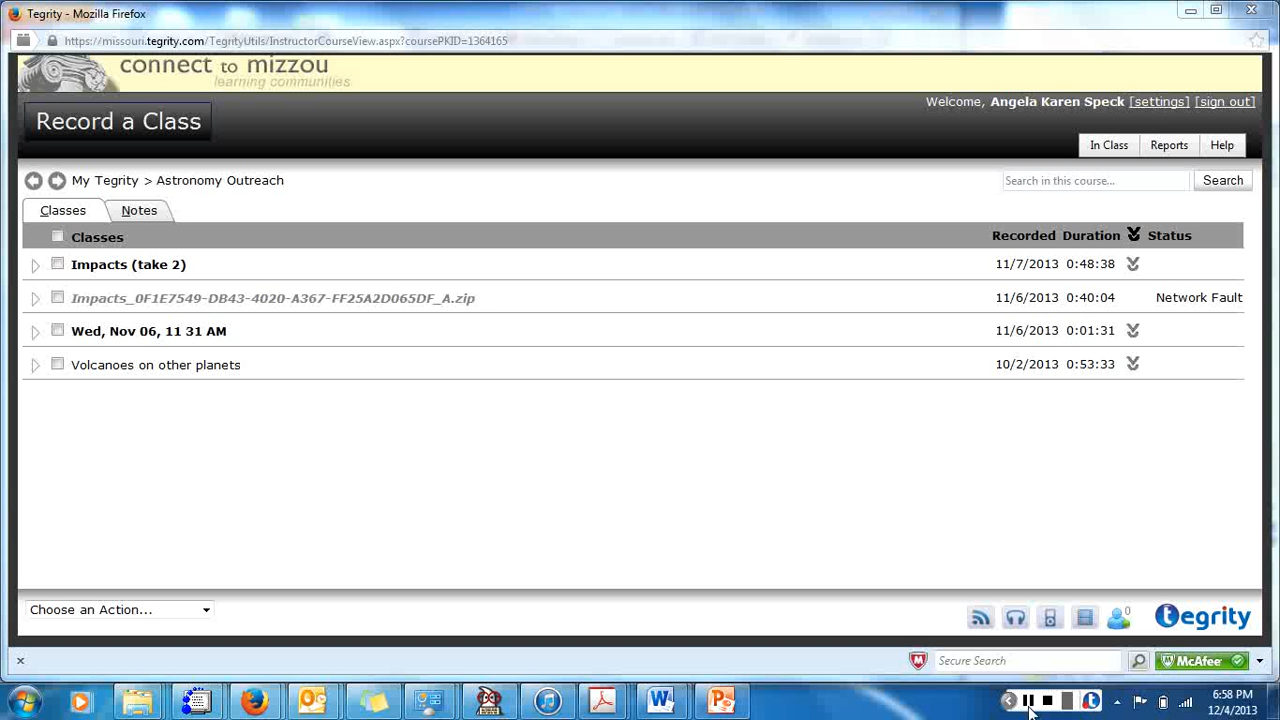 Tegrity - Mozilla Firefox
https://missouri.tegrity.com/TegrityUtils/InstructorCourseView.aspx?coursePKID=1364165
connect to mizzou
learning communities
Welcome, Angela Karen Speck [settings] [sign out]
Record a Class
In Class Reports Help
My Tegrity > Astronomy Outreach
Search in this course... Search
Classes Notes
Classes Recorded Duration Status
Impacts (take 2) 11/7/2013 0:48:38
Impacts_0F1E7549-DB43-4020-A367-FF25A2D065DF_A.zip 11/6/2013 0:40:04 Network Fault
Wed, Nov 06, 11 31 AM 11/6/2013 0:01:31
Volcanoes on other planets 10/2/2013 0:53:33
Choose an Action...
0
tegrity
Secure Search McAfee
6:58 PM
12/4/2013